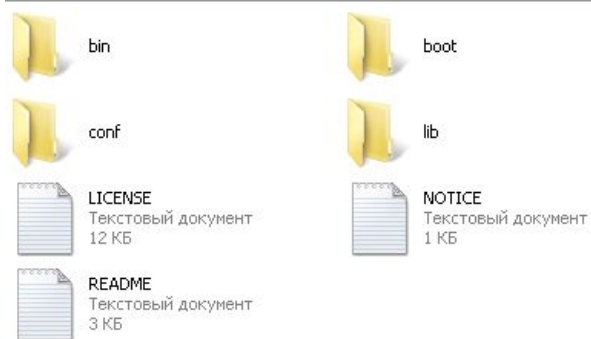 bin
boot
conf
lib
LICENSE
Текстовый документ
12 КБ
NOTICE
Текстовый документ
1 КБ
README
Текстовый документ
3 КБ